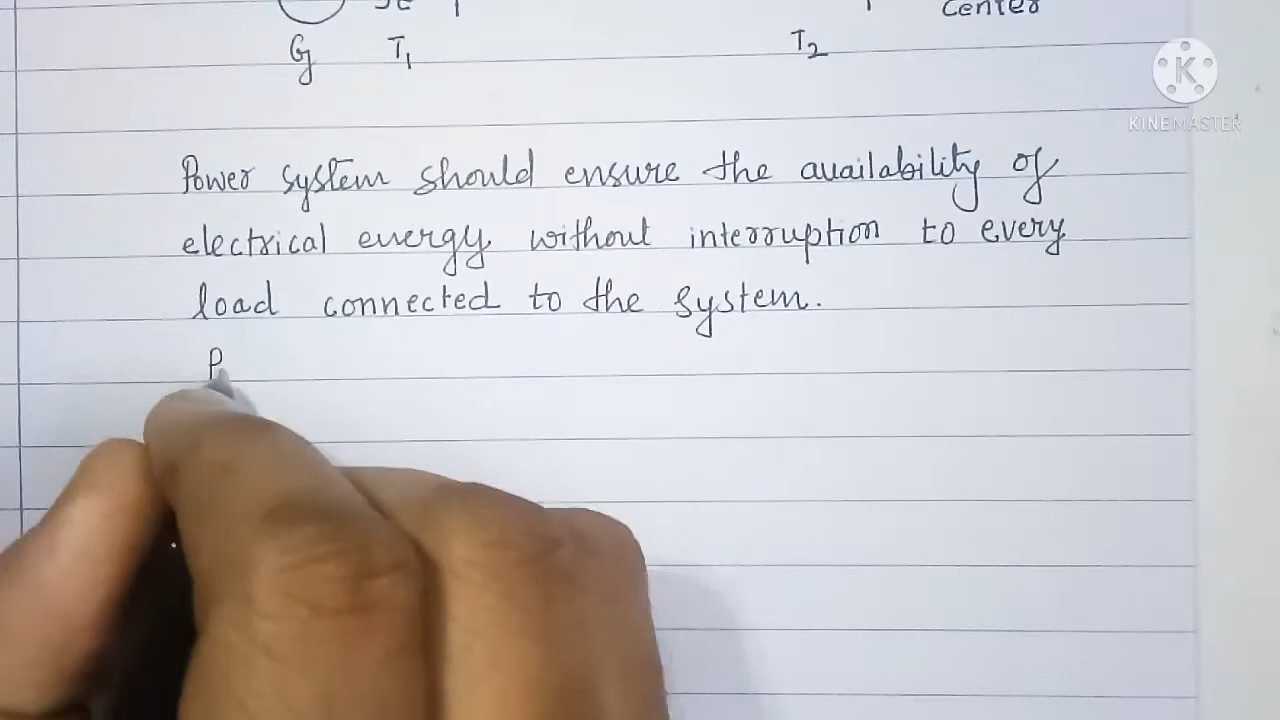 Center
G T1 T2
K
KINEMASTER
Power system should ensure the availability of
electrical energy without interruption to every
load connected to the system.
P